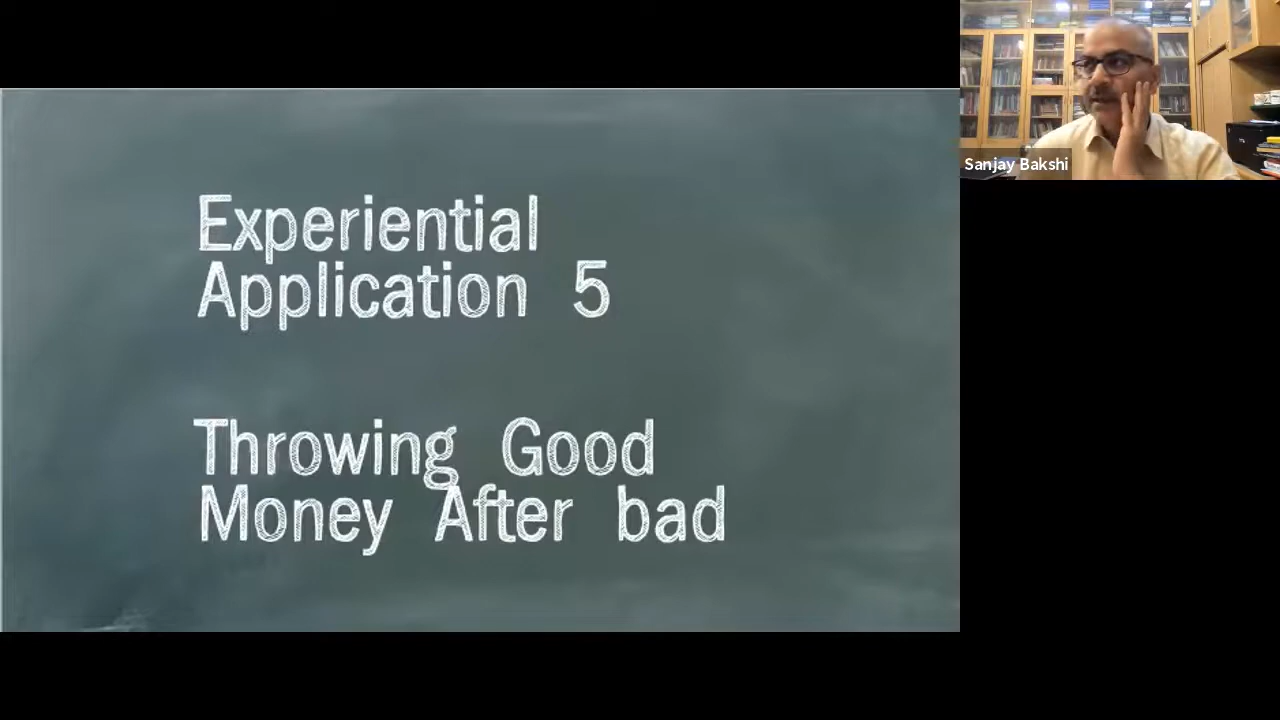 Experiential
Application 5
Throwing Good
Money After bad
Sanjay Bakshi